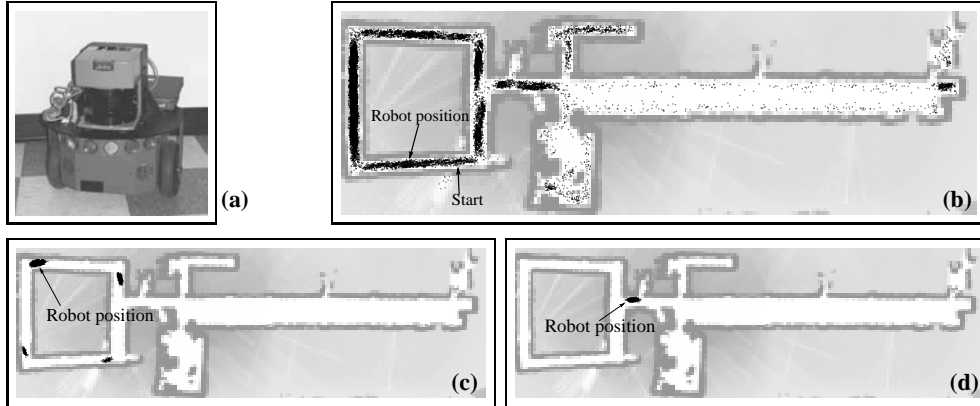 (a)
Robot position
Start
(b)
Robot position
(c)
Robot position
(d)